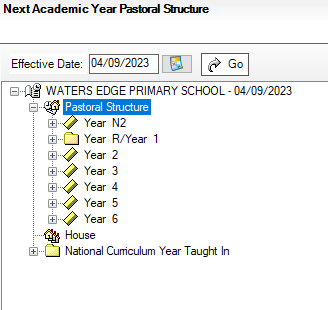 Next Academic Year Pastoral Structure
Effective Date: 04/09/2023 Go
WATERS EDGE PRIMARY SCHOOL - 04/09/2023
Pastoral Structure
Year N2
Year R/Year 1
Year 2
Year 3
Year 4
Year 5
Year 6
House
National Curriculum Year Taught In